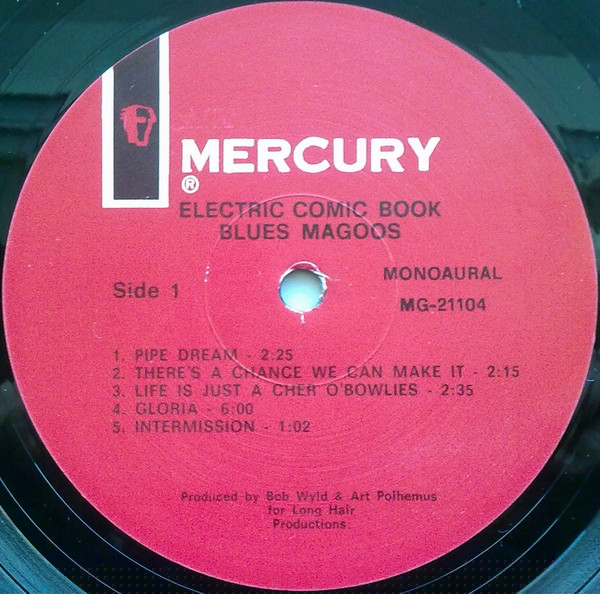 MERCURY
®
ELECTRIC COMIC BOOK
BLUES MAGOOS
MONOAURAL
Side 1
MG-21104
1. PIPE DREAM - 2:25
2. THERE'S A CHANCE WE CAN MAKE IT - 2:15
3. LIFE IS JUST A CHER O'BOWLIES - 2:35
4. GLORIA - 6:00
5. INTERMISSION - 1:02
Produced by Bob Wyld & Art Polhemus
for Long Hair
Productions.